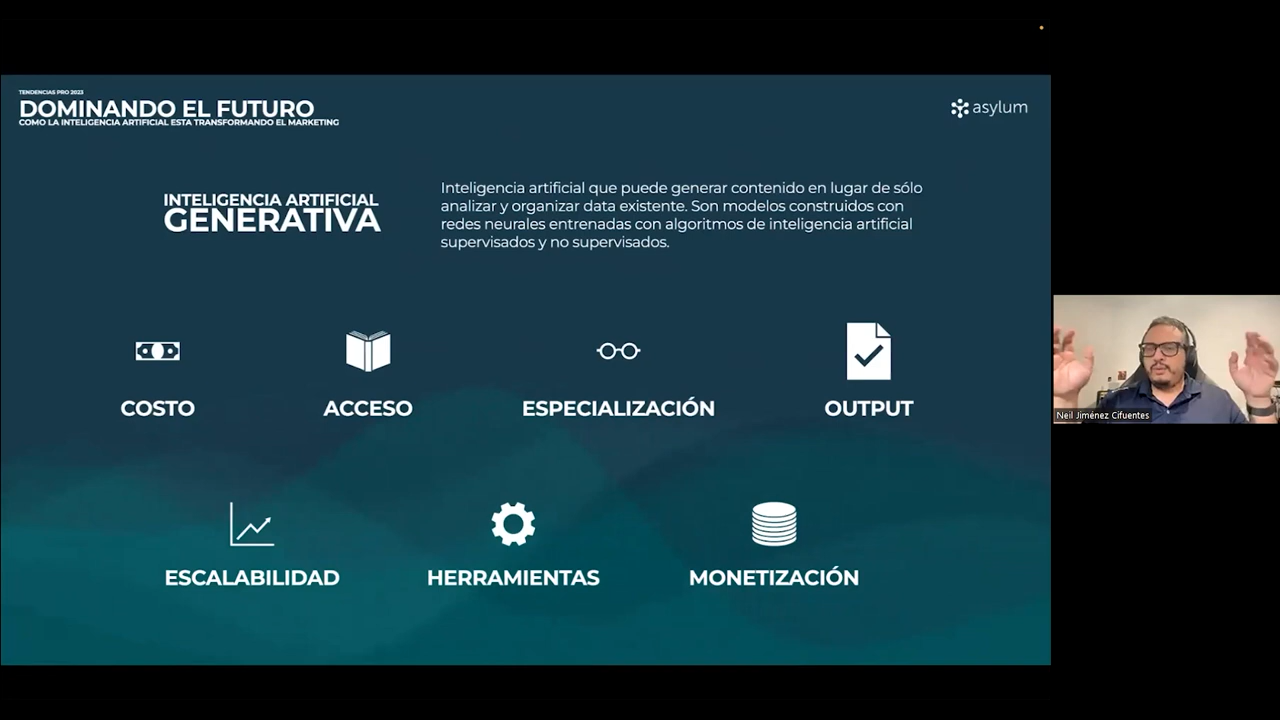 TENDENCIAS PRO 2023
DOMINANDO EL FUTURO
COMO LA INTELIGENCIA ARTIFICIAL ESTA TRANSFORMANDO EL MARKETING
asylum
INTELIGENCIA ARTIFICIAL
GENERATIVA
Inteligencia artificial que puede generar contenido en lugar de sólo
analizar y organizar data existente. Son modelos construidos con
redes neurales entrenadas con algoritmos de inteligencia artificial
supervisados y no supervisados.
COSTO
ACCESO
ESPECIALIZACIÓN
OUTPUT
ESCALABILIDAD
HERRAMIENTAS
MONETIZACIÓN
Neil Jiménez Cifuentes